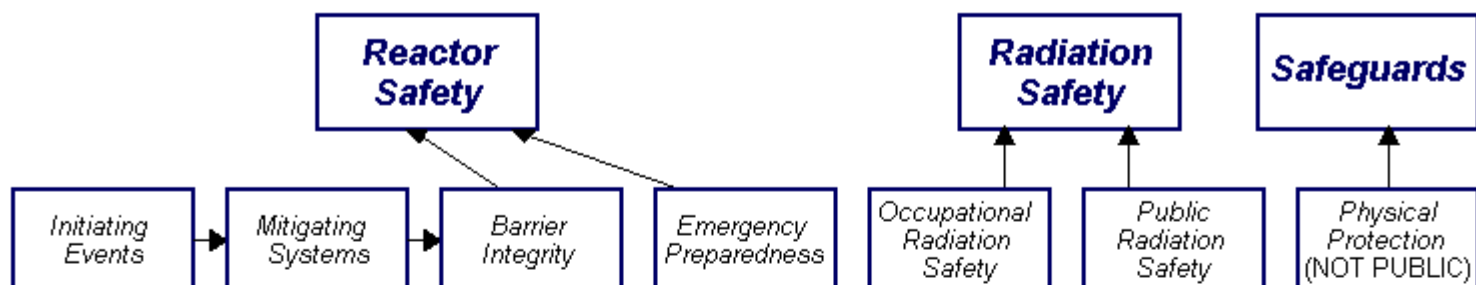 Reactor
Safety
Radiation
Safety
Safeguards
Initiating
Events
Mitigating
Systems
Barrier
Integrity
Emergency
Preparedness
Occupational
Radiation
Safety
Public
Radiation
Safety
Physical
Protection
(NOT PUBLIC)